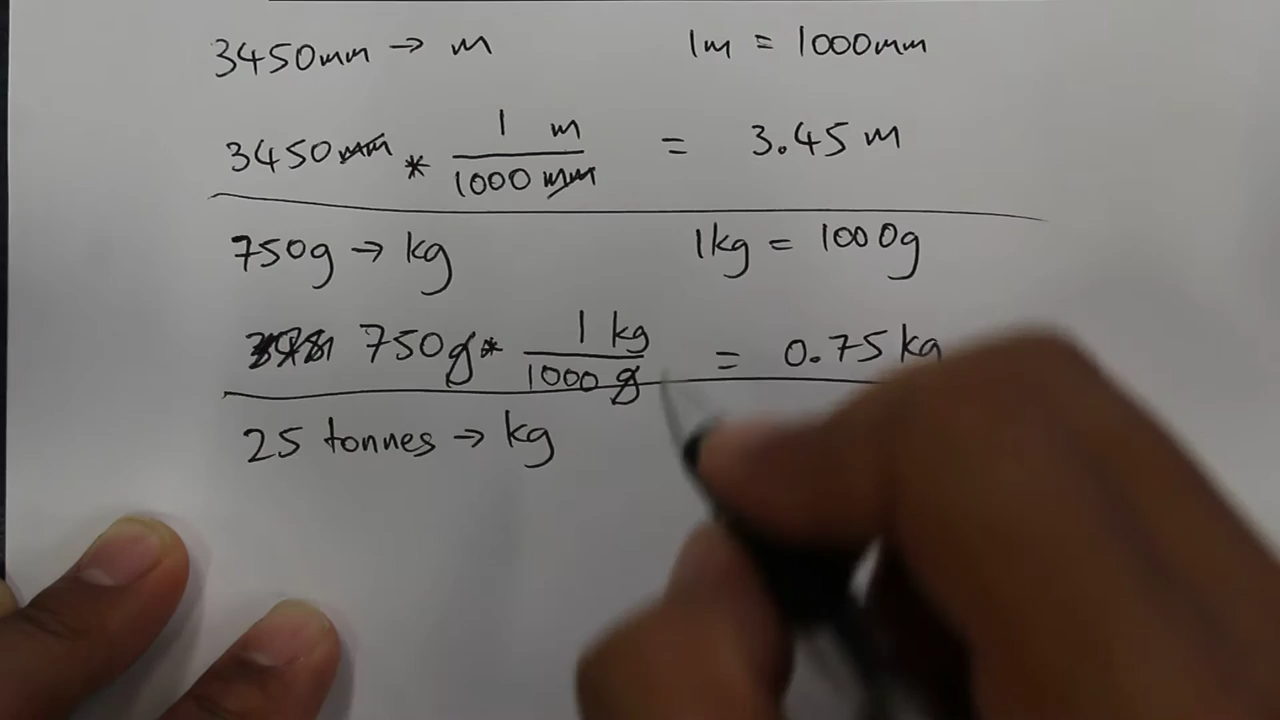 3450mm → m 1m = 1000mm
3450mm * 1 m / 1000 mm = 3.45 m
750g → kg 1kg = 1000g
750g * 1 kg / 1000 g = 0.75 kg
25 tonnes → kg